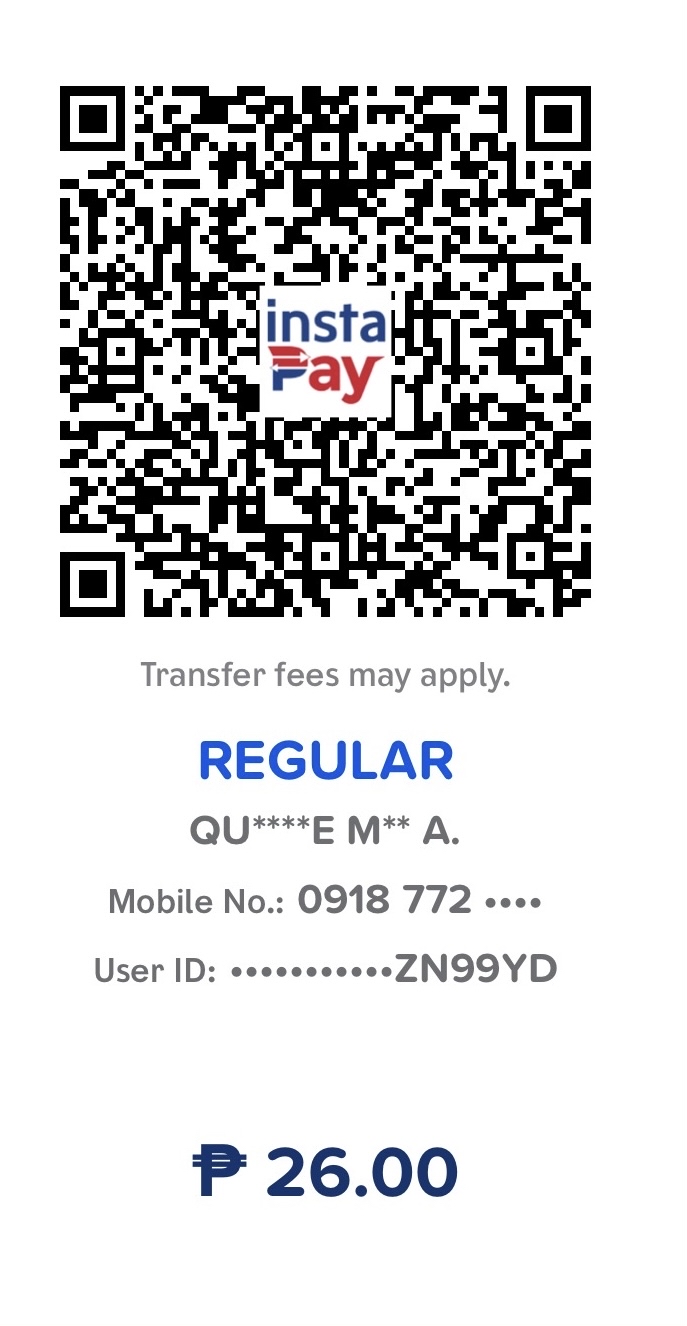 insta
Pay
Transfer fees may apply.
REGULAR
QU****E M** A.
Mobile No.: 0918 772 ••••
User ID: •••••••••••ZN99YD
₱ 26.00